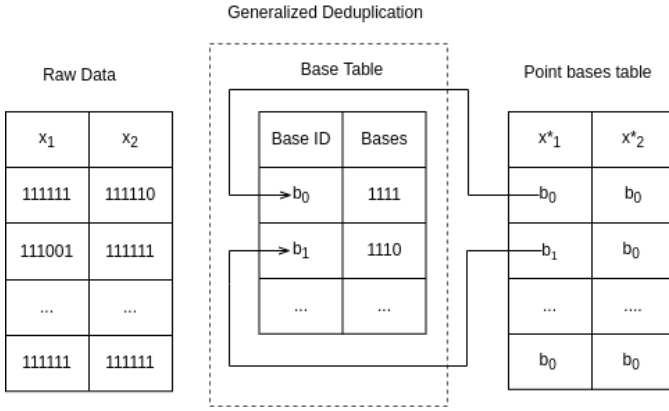 Generalized Deduplication
Raw Data
Base Table
Point bases table
x1 x2
Base ID Bases
x*1 x*2
111111 111110
b0 1111
b0 b0
111001 111111
b1 1110
b1 b0
... ...
... ...
... ....
111111 111111
b0 b0